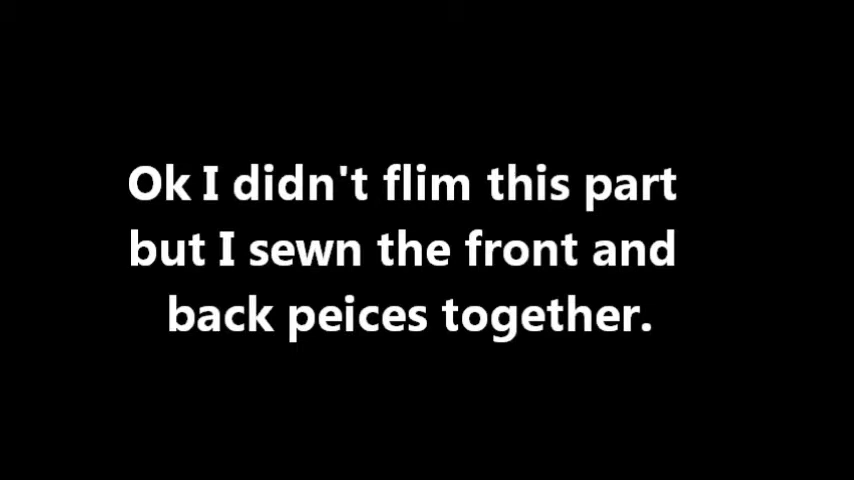 Ok I didn't flim this part
but I sewn the front and
back peices together.